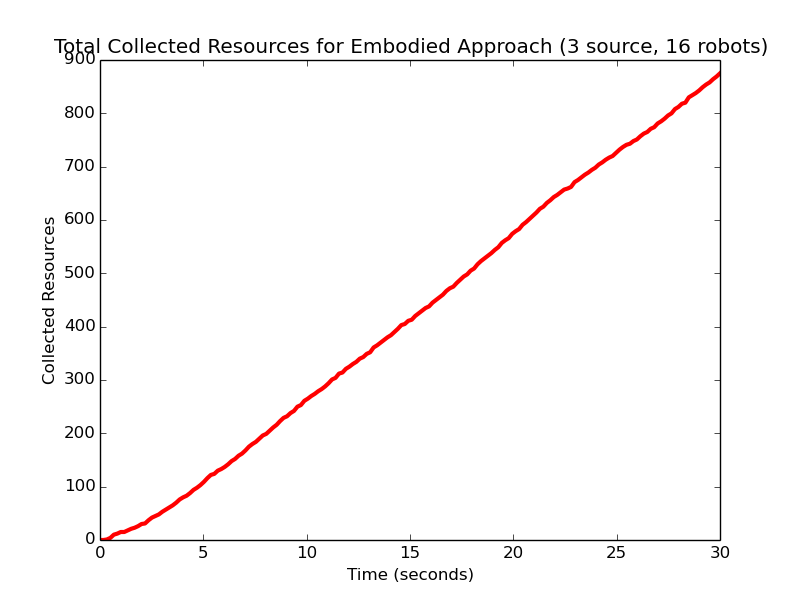 Total Collected Resources for Embodied Approach (3 source, 16 robots)
900
800
700
600
500
400
300
200
100
0
Collected Resources
0 5 10 15 20 25 30
Time (seconds)